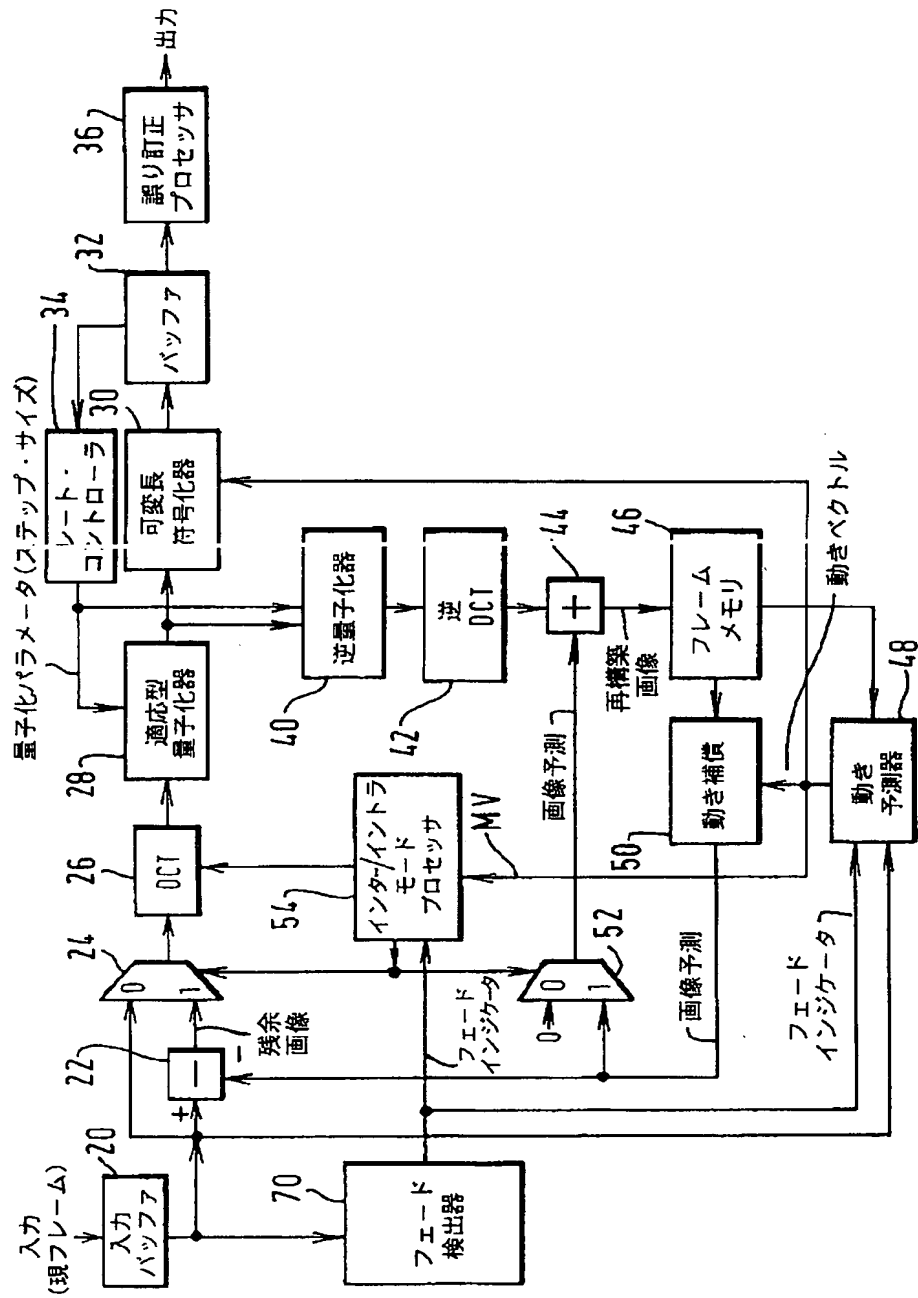 入力
(現フレーム)
20
入力
バッファ
70
フェード
検出器
22
+
−
−
残余
画像
24
0
1
26
DCT
28
適応型
量子化器
量子化パラメータ(ステップ・サイズ)
34
レート・
コントローラ
30
可変長
符号化器
32
バッファ
36
誤り訂正
プロセッサ
出力
40
逆量子化器
42
逆
DCT
44
+
再構築
画像
46
フレーム
メモリ
動きベクトル
48
動き
予測器
50
動き補償
画像予測
52
0
0
1
画像予測
54
インター/イントラ
モード
プロセッサ
MV
フェード
インジケータ
フェード
インジケータ